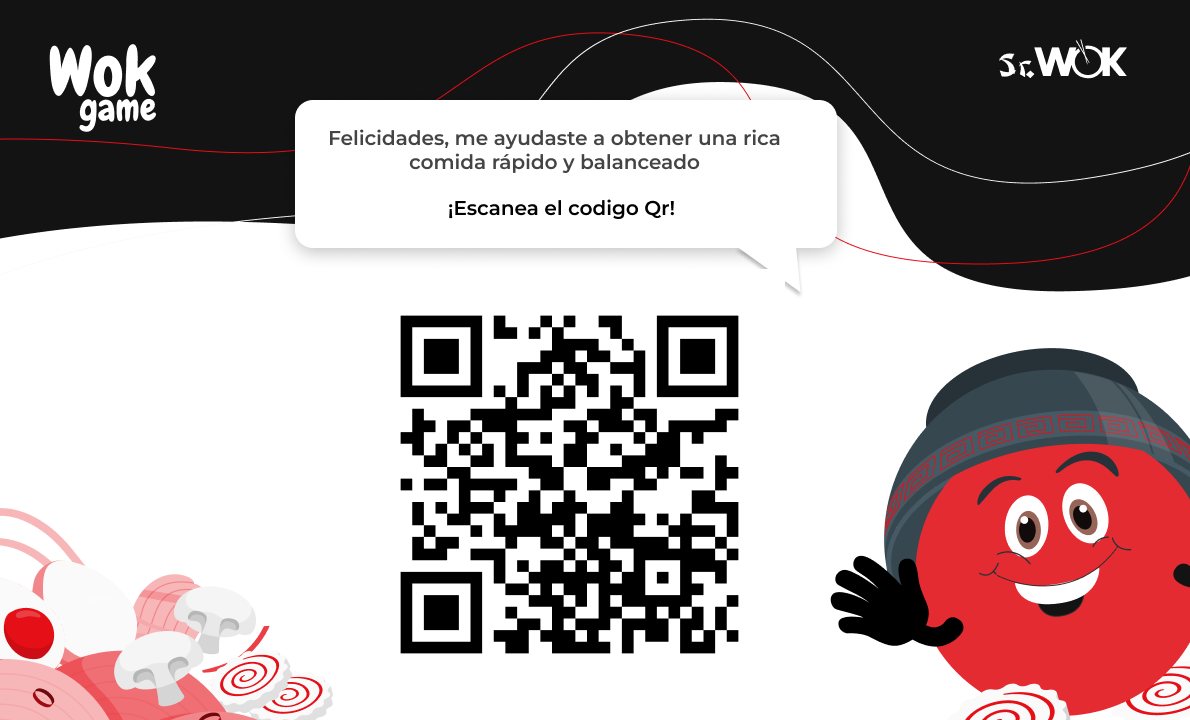 Wok
game
Sr.WOK
Felicidades, me ayudaste a obtener una rica
comida rápido y balanceado
¡Escanea el codigo Qr!